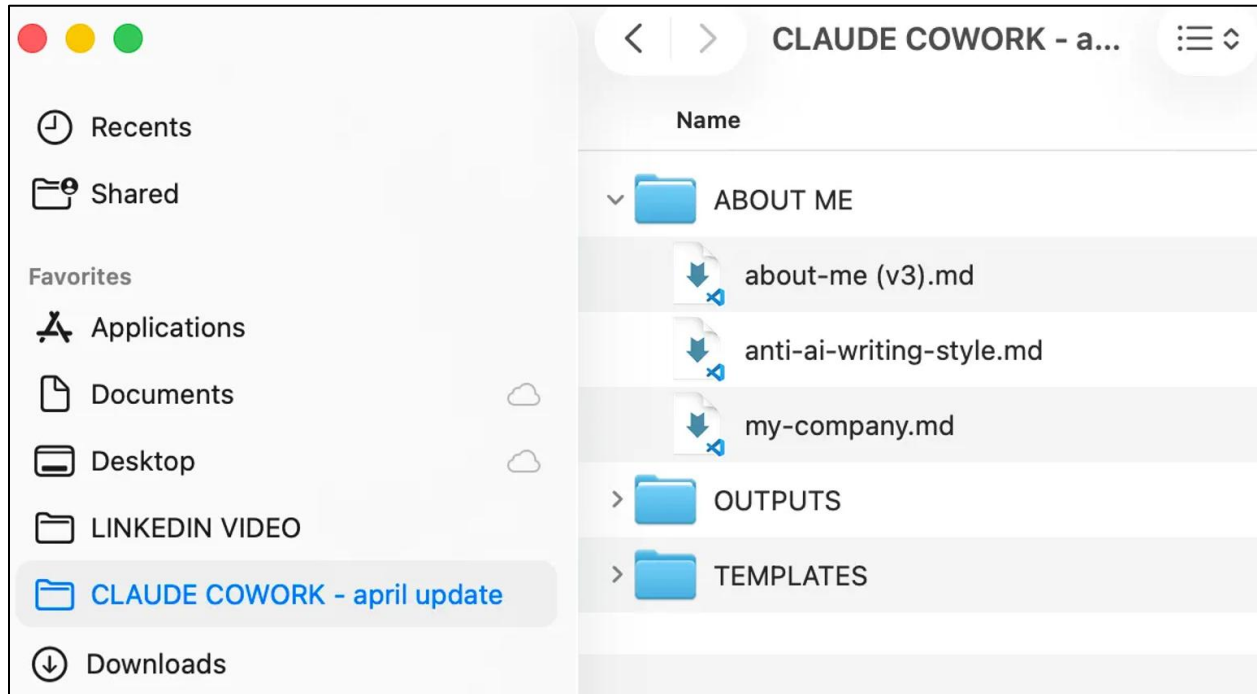 CLAUDE COWORK - a...
Recents
Shared
Favorites
Applications
Documents
Desktop
LINKEDIN VIDEO
CLAUDE COWORK - april update
Downloads
Name
ABOUT ME
about-me (v3).md
anti-ai-writing-style.md
my-company.md
OUTPUTS
TEMPLATES